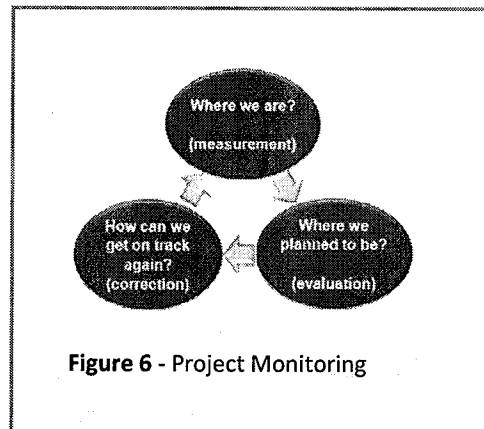 Where we are?
(measurement)
How can we
get on track
again?
(correction)
Where we
planned to be?
(evaluation)
Figure 6 - Project Monitoring